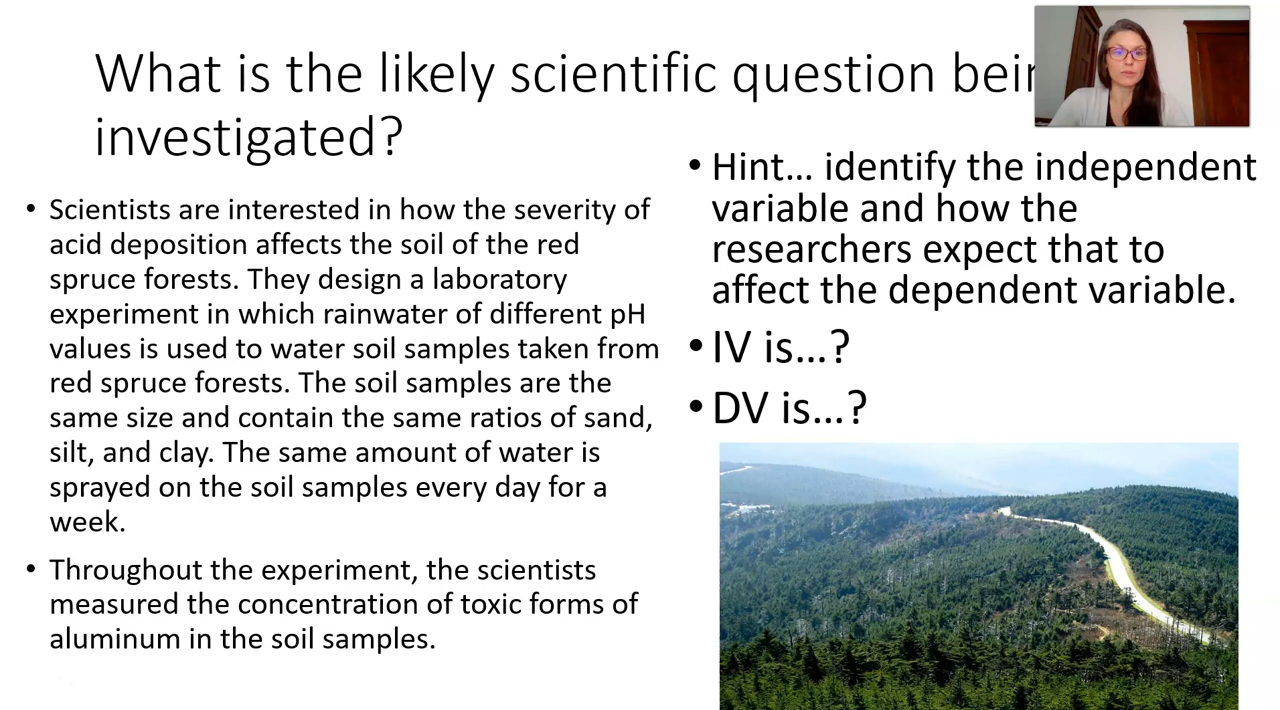 What is the likely scientific question bei
investigated?
• Scientists are interested in how the severity of
acid deposition affects the soil of the red
spruce forests. They design a laboratory
experiment in which rainwater of different pH
values is used to water soil samples taken from
red spruce forests. The soil samples are the
same size and contain the same ratios of sand,
silt, and clay. The same amount of water is
sprayed on the soil samples every day for a
week.
• Throughout the experiment, the scientists
measured the concentration of toxic forms of
aluminum in the soil samples.
• Hint... identify the independent
variable and how the
researchers expect that to
affect the dependent variable.
• IV is...?
• DV is...?